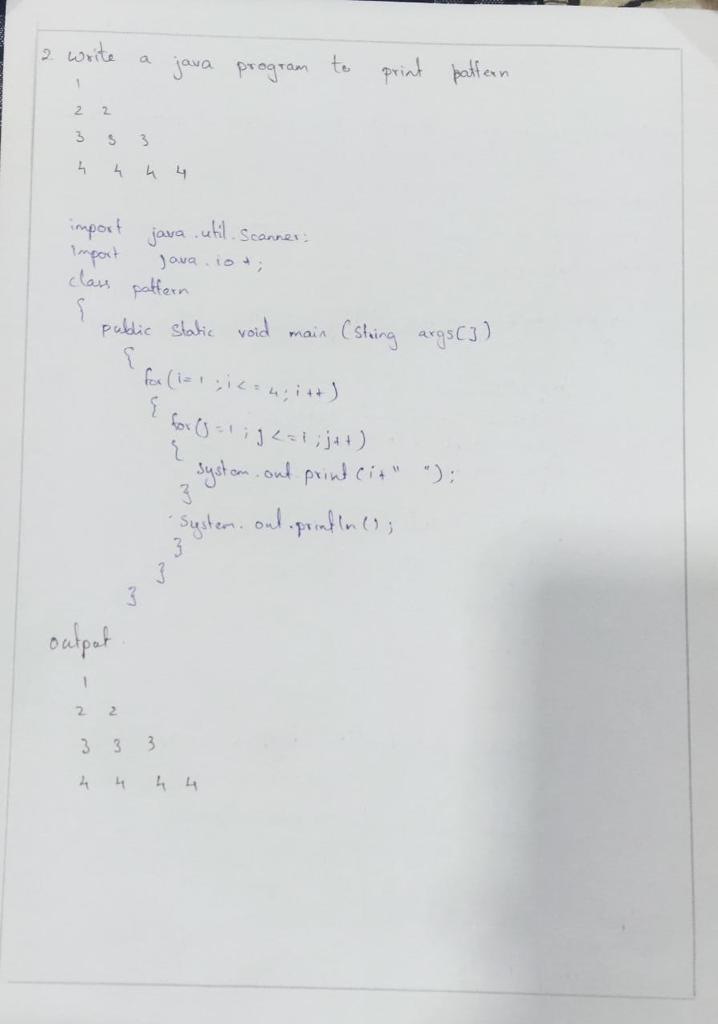 2. Write a java program to print pattern
1
2 2
3 3 3
4 4 4 4
import java.util.Scanner:
import java.io *;
class pattern
{
public static void main (String args[])
{
for(i=1 ; i<=4; i++)
{
for(j=1 ; j<=i ; j++)
{
system.out.print(i+" ");
}
System.out.println();
}
}
}
output.
1
2 2
3 3 3
4 4 4 4